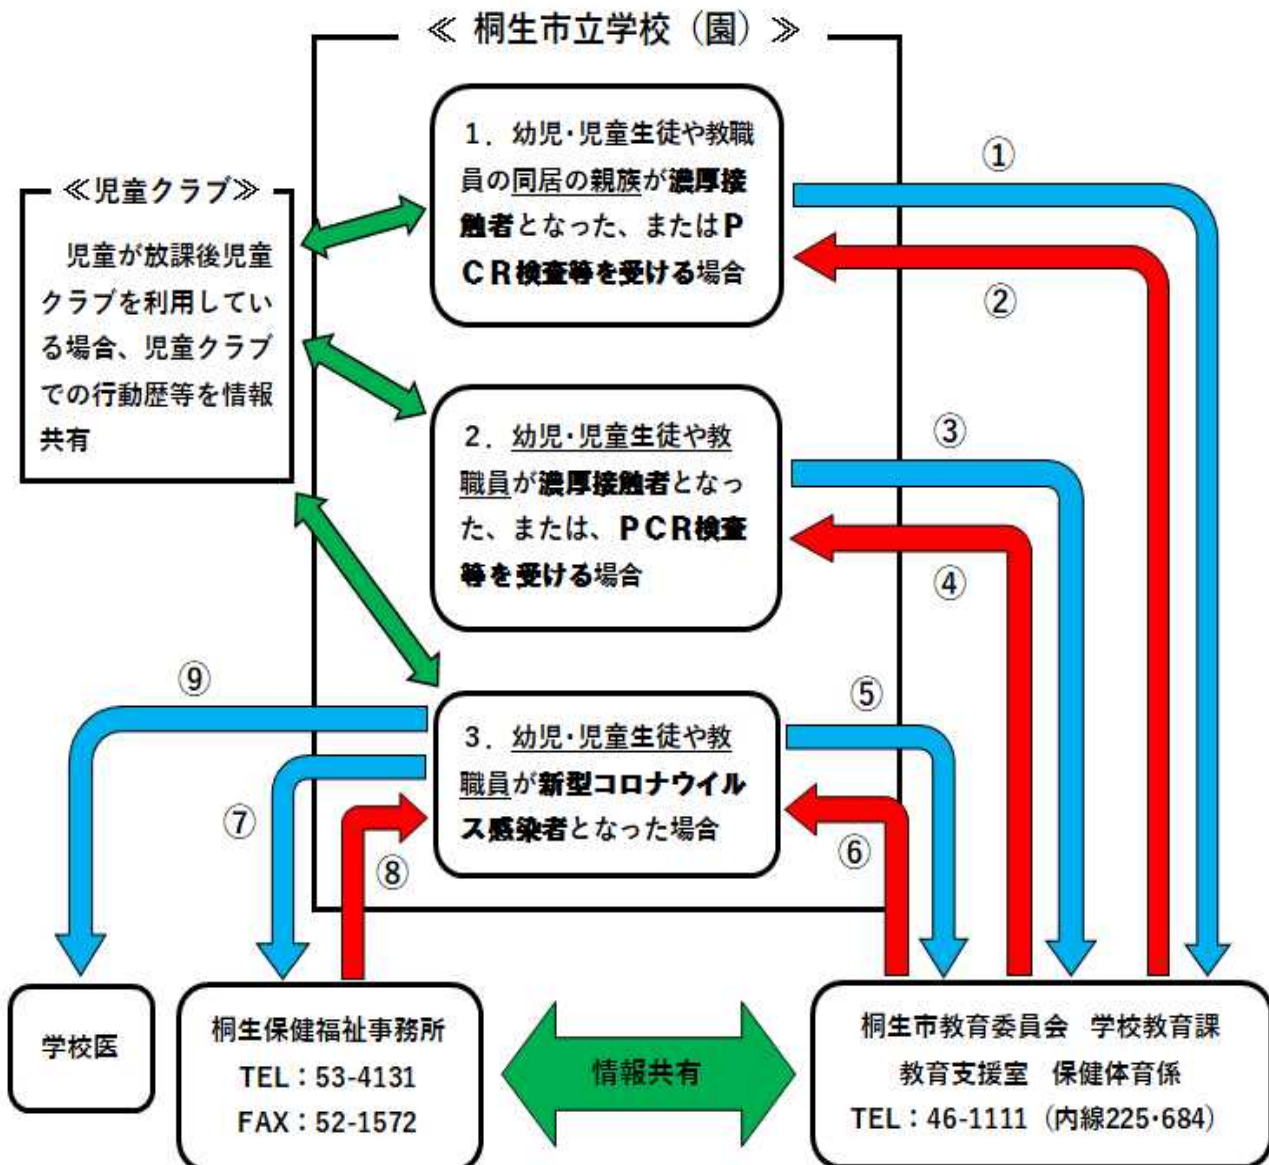 ≪ 桐生市立学校（園）≫
1．幼児・児童生徒や教職
員の同居の親族が濃厚接
触者となった、またはＰ
ＣＲ検査等を受ける場合
①
②
≪児童クラブ≫
児童が放課後児童
クラブを利用してい
る場合、児童クラブ
での行動歴等を情報
共有
2．幼児・児童生徒や教
職員が濃厚接触者となっ
た、または、ＰＣＲ検査
等を受ける場合
③
④
3．幼児・児童生徒や教
職員が新型コロナウイル
ス感染者となった場合
⑤
⑥
⑨
⑦
⑧
学校医
桐生保健福祉事務所
TEL：53-4131
FAX：52-1572
情報共有
桐生市教育委員会 学校教育課
教育支援室 保健体育係
TEL：46-1111（内線225・684）